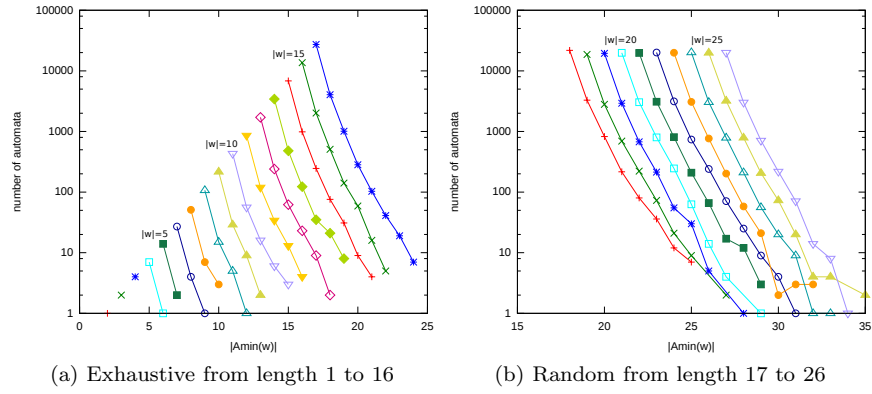 100000
10000
1000
100
10
1
number of automata
|w|=5
|w|=10
|w|=15
0 5 10 15 20 25
|Amin(w)|
(a) Exhaustive from length 1 to 16
100000
10000
1000
100
10
1
number of automata
|w|=20 |w|=25
15 20 25 30 35
|Amin(w)|
(b) Random from length 17 to 26